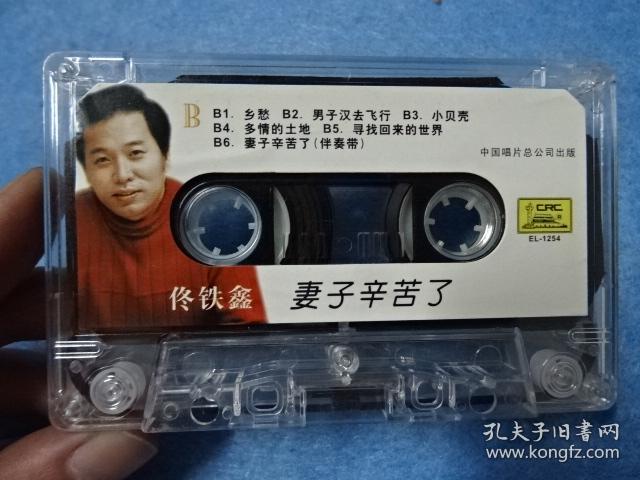 B
B1. 乡愁 B2. 男子汉去飞行 B3. 小贝壳
B4. 多情的土地 B5. 寻找回来的世界
B6. 妻子辛苦了(伴奏带)
中国唱片总公司出版
CRC
EL-1254
佟铁鑫
妻子辛苦了
孔夫子旧书网
www.kongfz.com